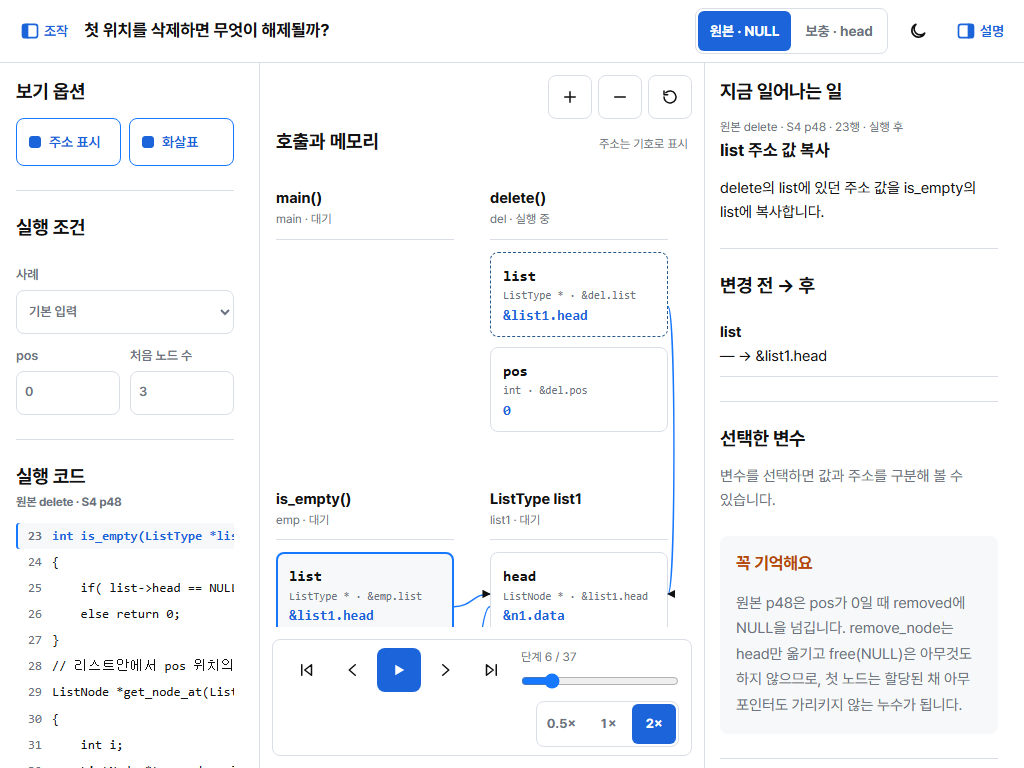 조작
첫 위치를 삭제하면 무엇이 해제될까?
원본 · NULL
보충 · head
설명
보기 옵션
주소 표시
화살표
실행 조건
사례
기본 입력
pos
처음 노드 수
0
3
실행 코드
원본 delete · S4 p48
23 int is_empty(ListType *lis
24 {
25 if( list->head == NULL
26 else return 0;
27 }
28 // 리스트안에서 pos 위치의
29 ListNode *get_node_at(List
30 {
31 int i;
호출과 메모리
주소는 기호로 표시
main()
main · 대기
delete()
del · 실행 중
list
ListType * · &del.list
&list1.head
pos
int · &del.pos
0
is_empty()
emp · 대기
ListType list1
list1 · 대기
list
ListType * · &emp.list
&list1.head
head
ListNode * · &list1.head
&n1.data
단계 6 / 37
0.5×
1×
2×
지금 일어나는 일
원본 delete · S4 p48 · 23행 · 실행 후
list 주소 값 복사
delete의 list에 있던 주소 값을 is_empty의
list에 복사합니다.
변경 전 → 후
list
— → &list1.head
선택한 변수
변수를 선택하면 값과 주소를 구분해 볼 수
있습니다.
꼭 기억해요
원본 p48은 pos가 0일 때 removed에
NULL을 넘깁니다. remove_node는
head만 옮기고 free(NULL)은 아무것도
하지 않으므로, 첫 노드는 할당된 채 아무
포인터도 가리키지 않는 누수가 됩니다.